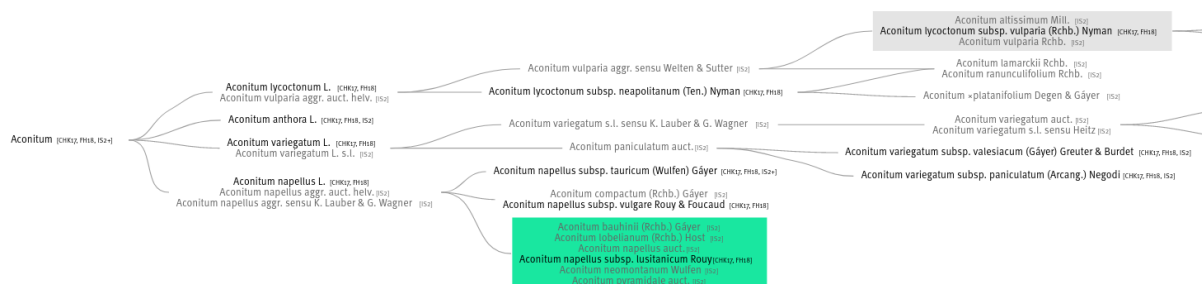 Aconitum [CHK17, FH18, IS2+]
Aconitum lycoctonum L. [CHK17, FH18]
Aconitum vulparia aggr. auct. helv. [IS2]
Aconitum anthora L. [CHK17, FH18, IS2]
Aconitum variegatum L. [CHK17, FH18]
Aconitum variegatum L. s.l. [IS2]
Aconitum napellus L. [CHK17, FH18]
Aconitum napellus aggr. auct. helv. [IS2]
Aconitum napellus aggr. sensu K. Lauber & G. Wagner [IS2]
Aconitum vulparia aggr. sensu Welten & Sutter [IS2]
Aconitum lycoctonum subsp. neapolitanum (Ten.) Nyman [CHK17, FH18]
Aconitum variegatum s.l. sensu K. Lauber & G. Wagner [IS2]
Aconitum paniculatum auct. [IS2]
Aconitum napellus subsp. tauricum (Wulfen) Gáyer [CHK17, FH18, IS2+]
Aconitum compactum (Rchb.) Gáyer [IS2]
Aconitum napellus subsp. vulgare Rouy & Foucaud [CHK17, FH18]
Aconitum bauhinii (Rchb.) Gáyer [IS2]
Aconitum lobelianum (Rchb.) Host [IS2]
Aconitum napellus auct. [IS2]
Aconitum napellus subsp. lusitanicum Rouy [CHK17, FH18]
Aconitum neomontanum Wulfen [IS2]
Aconitum pyramidale auct. [IS2]
Aconitum altissimum Mill. [IS2]
Aconitum lycoctonum subsp. vulparia (Rchb.) Nyman [CHK17, FH18]
Aconitum vulparia Rchb. [IS2]
Aconitum lamarckii Rchb. [IS2]
Aconitum ranunculifolium Rchb. [IS2]
Aconitum ×platanifolium Degen & Gáyer [IS2]
Aconitum variegatum auct. [IS2]
Aconitum variegatum s.l. sensu Heitz [IS2]
Aconitum variegatum subsp. valesiacum (Gáyer) Greuter & Burdet [CHK17, FH18, IS2]
Aconitum variegatum subsp. paniculatum (Arcang.) Negodi [CHK17, FH18, IS2]